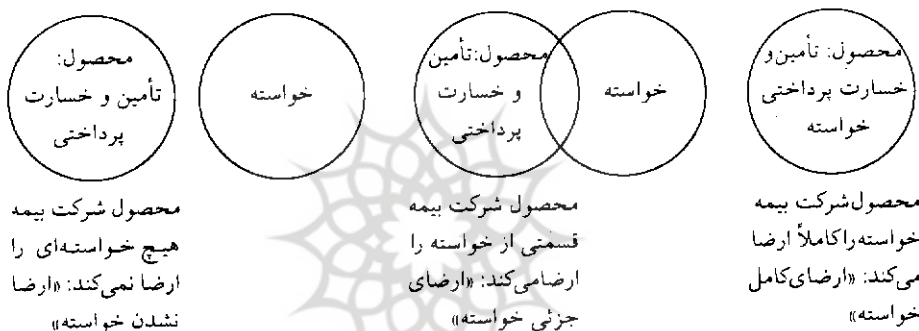 محصول: تأمین و
خسارت پرداختی
خواسته
محصول شرکت بیمه
خواسته را کاملاً ارضا
می‌کند: «ارضای کامل
خواسته»
خواسته
محصول: تأمین
و خسارت
پرداختی
محصول شرکت بیمه
قسمتی از خواسته را
ارضا می‌کند: «ارضای
جزئی خواسته»
خواسته
محصول:
تأمین و خسارت
پرداختی
محصول شرکت بیمه
هیچ خواسته‌ای را
ارضا نمی‌کند: «ارضا
نشدن خواسته»